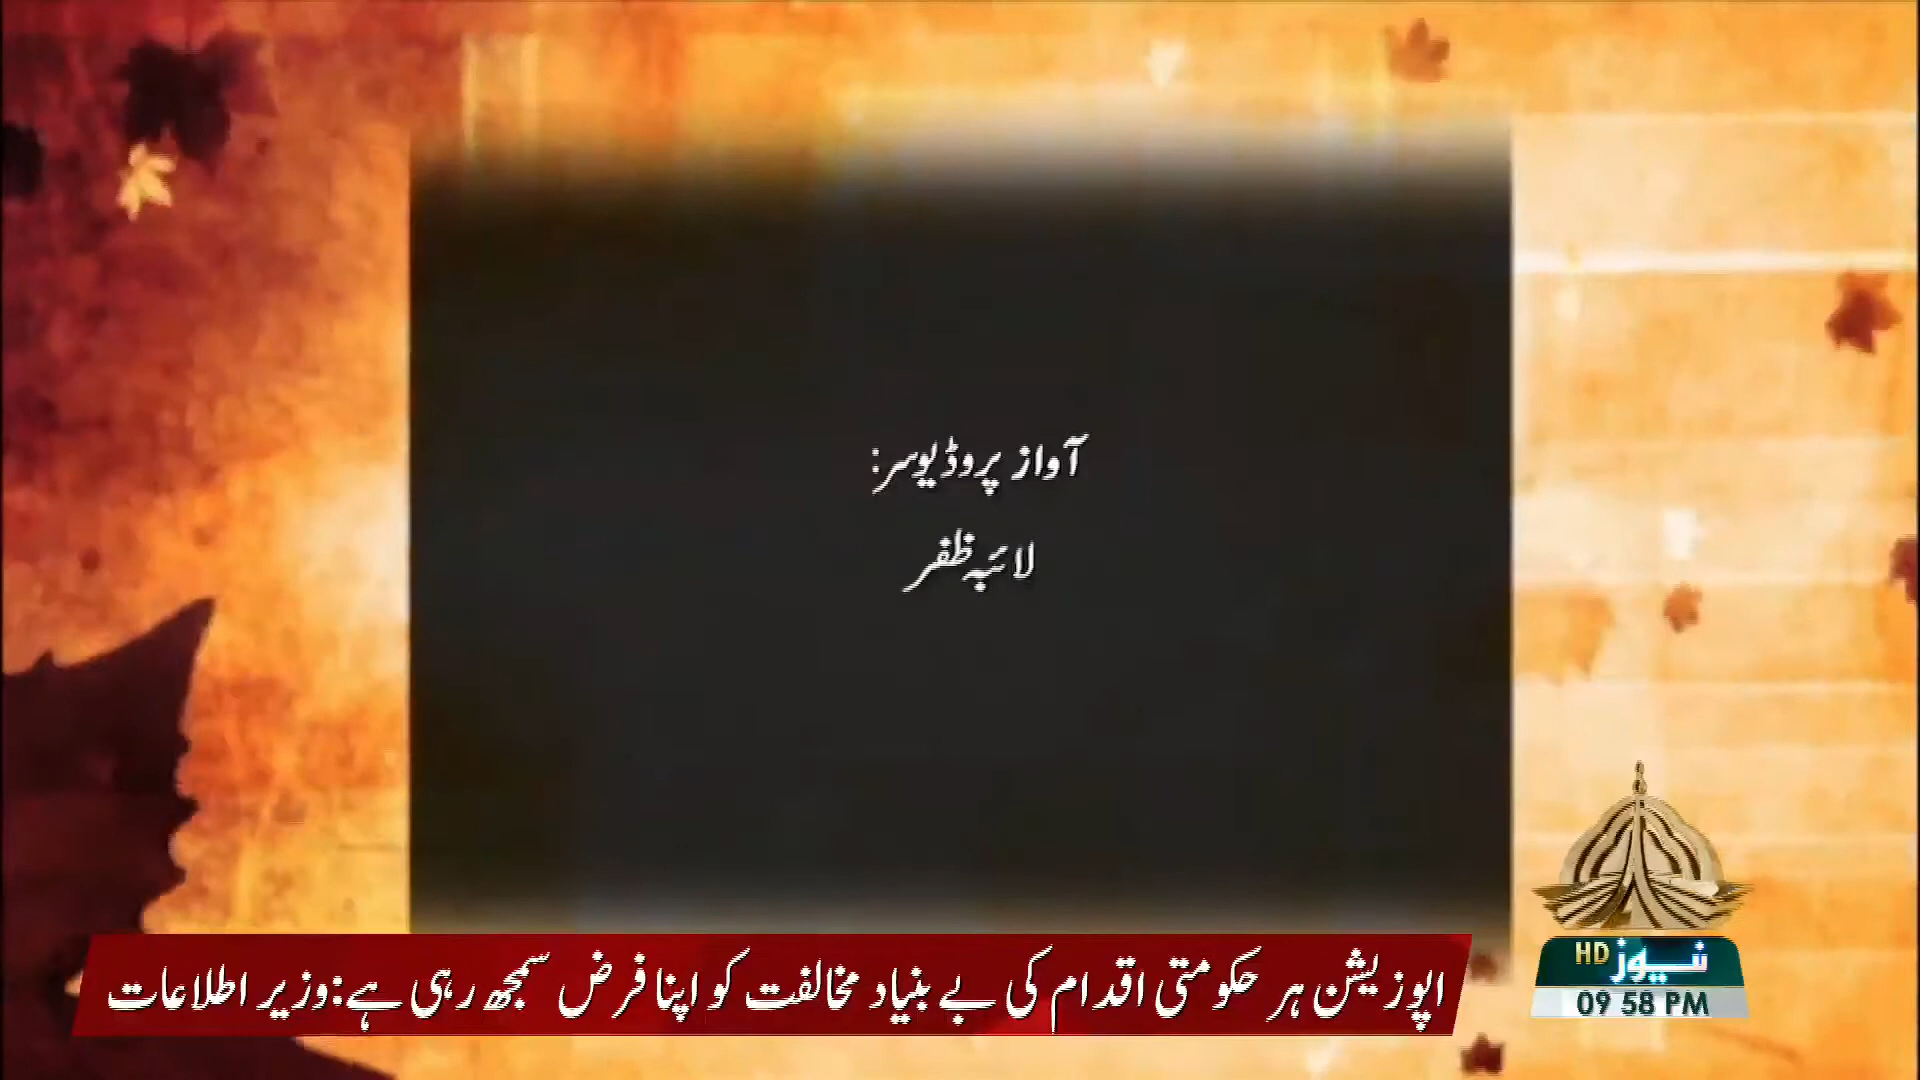 آواز پروڈیوسر:
لائبہ ظفر
اپوزیشن ہر حکومتی اقدام کی بے بنیاد مخالفت کو اپنا فرض سمجھ رہی ہے:وزیر اطلاعات
نیوز HD
09 58 PM